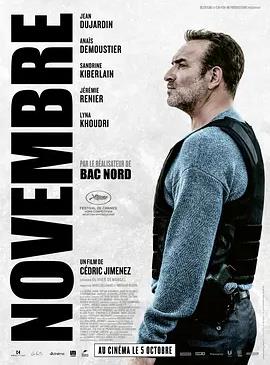 NOVEMBRE
JEAN
DUJARDIN
ANAÏS
DEMOUSTIER
SANDRINE
KIBERLAIN
JÉRÉMIE
RENIER
LYNA
KHOUDRI
PAR LE RÉALISATEUR DE
BAC NORD
FESTIVAL DE CANNES
UN FILM DE
CÉDRIC JIMENEZ
AU CINÉMA LE 5 OCTOBRE